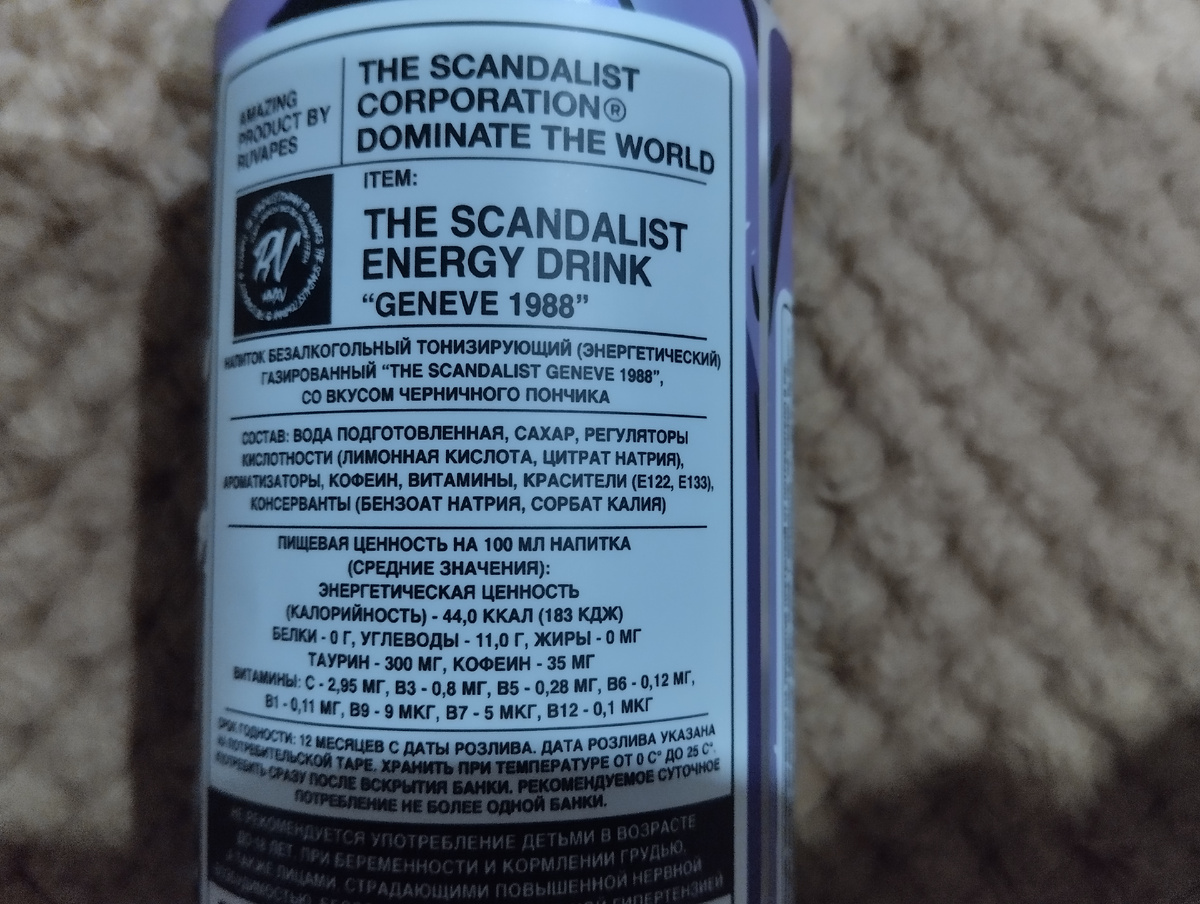 AMAZING
PRODUCT BY
RUVAPES
THE SCANDALIST
CORPORATION®
DOMINATE THE WORLD
ITEM:
THE SCANDALIST
ENERGY DRINK
“GENEVE 1988”
RV
НАПИТОК БЕЗАЛКОГОЛЬНЫЙ ТОНИЗИРУЮЩИЙ (ЭНЕРГЕТИЧЕСКИЙ)
ГАЗИРОВАННЫЙ “THE SCANDALIST GENEVE 1988”,
СО ВКУСОМ ЧЕРНИЧНОГО ПОНЧИКА
СОСТАВ: ВОДА ПОДГОТОВЛЕННАЯ, САХАР, РЕГУЛЯТОРЫ
КИСЛОТНОСТИ (ЛИМОННАЯ КИСЛОТА, ЦИТРАТ НАТРИЯ),
АРОМАТИЗАТОРЫ, КОФЕИН, ВИТАМИНЫ, КРАСИТЕЛИ (Е122, Е133),
КОНСЕРВАНТЫ (БЕНЗОАТ НАТРИЯ, СОРБАТ КАЛИЯ)
ПИЩЕВАЯ ЦЕННОСТЬ НА 100 МЛ НАПИТКА
(СРЕДНИЕ ЗНАЧЕНИЯ):
ЭНЕРГЕТИЧЕСКАЯ ЦЕННОСТЬ
(КАЛОРИЙНОСТЬ) - 44,0 ККАЛ (183 КДЖ)
БЕЛКИ - 0 Г, УГЛЕВОДЫ - 11,0 Г, ЖИРЫ - 0 МГ
ТАУРИН - 300 МГ, КОФЕИН - 35 МГ
ВИТАМИНЫ: С - 2,95 МГ, В3 - 0,8 МГ, В5 - 0,28 МГ, В6 - 0,12 МГ,
В1 - 0,11 МГ, В9 - 9 МКГ, В7 - 5 МКГ, В12 - 0,1 МКГ
СРОК ГОДНОСТИ: 12 МЕСЯЦЕВ С ДАТЫ РОЗЛИВА. ДАТА РОЗЛИВА УКАЗАНА
НА ПОТРЕБИТЕЛЬСКОЙ ТАРЕ. ХРАНИТЬ ПРИ ТЕМПЕРАТУРЕ ОТ 0 С° ДО 25 С°.
УПОТРЕБИТЬ СРАЗУ ПОСЛЕ ВСКРЫТИЯ БАНКИ. РЕКОМЕНДУЕМОЕ СУТОЧНОЕ
ПОТРЕБЛЕНИЕ НЕ БОЛЕЕ ОДНОЙ БАНКИ.
НЕ РЕКОМЕНДУЕТСЯ УПОТРЕБЛЕНИЕ ДЕТЬМИ В ВОЗРАСТЕ
ДО 18 ЛЕТ, ПРИ БЕРЕМЕННОСТИ И КОРМЛЕНИИ ГРУДЬЮ,
А ТАКЖЕ ЛИЦАМИ, СТРАДАЮЩИМИ ПОВЫШЕННОЙ НЕРВНОЙ
ГИПЕРТЕНЗИЕЙ